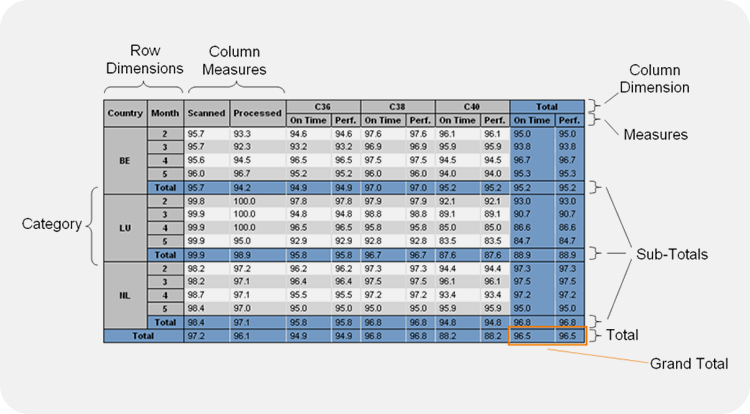 Row
Dimensions
Column
Measures
Column
Dimension
Measures
Category
Sub-Totals
Total
Grand Total
Country Month Scanned Processed C36 C38 C40 Total
On Time Perf. On Time Perf. On Time Perf. On Time Perf.
BE
2 95.7 93.3 94.6 94.6 97.6 97.6 96.1 96.1 95.0 95.0
3 95.7 92.3 93.2 93.2 96.9 96.9 95.9 95.9 93.8 93.8
4 95.6 94.5 96.5 96.5 97.5 97.5 94.5 94.5 96.7 96.7
5 96.0 96.7 95.2 95.2 96.0 96.0 94.0 94.0 95.3 95.3
Total 95.7 94.2 94.9 94.9 97.0 97.0 95.2 95.2 95.2 95.2
LU
2 99.8 100.0 97.8 97.8 97.9 97.9 92.1 92.1 93.0 93.0
3 99.9 100.0 94.8 94.8 98.8 98.8 89.1 89.1 90.7 90.7
4 99.9 100.0 96.5 96.5 95.8 95.8 85.0 85.0 86.6 86.6
5 99.9 95.0 92.9 92.9 92.8 92.8 83.5 83.5 84.7 84.7
Total 99.9 98.9 95.8 95.8 96.7 96.7 87.6 87.6 88.9 88.9
NL
2 98.2 97.2 96.2 96.2 97.3 97.3 94.4 94.4 97.3 97.3
3 98.2 97.1 96.4 96.4 97.5 97.5 96.1 96.1 97.5 97.5
4 98.7 97.1 95.5 95.5 97.2 97.2 93.4 93.4 97.2 97.2
5 98.4 97.0 95.0 95.0 95.0 95.0 95.9 95.9 95.0 95.0
Total 98.4 97.1 95.8 95.8 96.8 96.8 94.8 94.8 96.8 96.8
Total 97.2 96.1 94.9 94.9 96.8 96.8 88.2 88.2 96.5 96.5